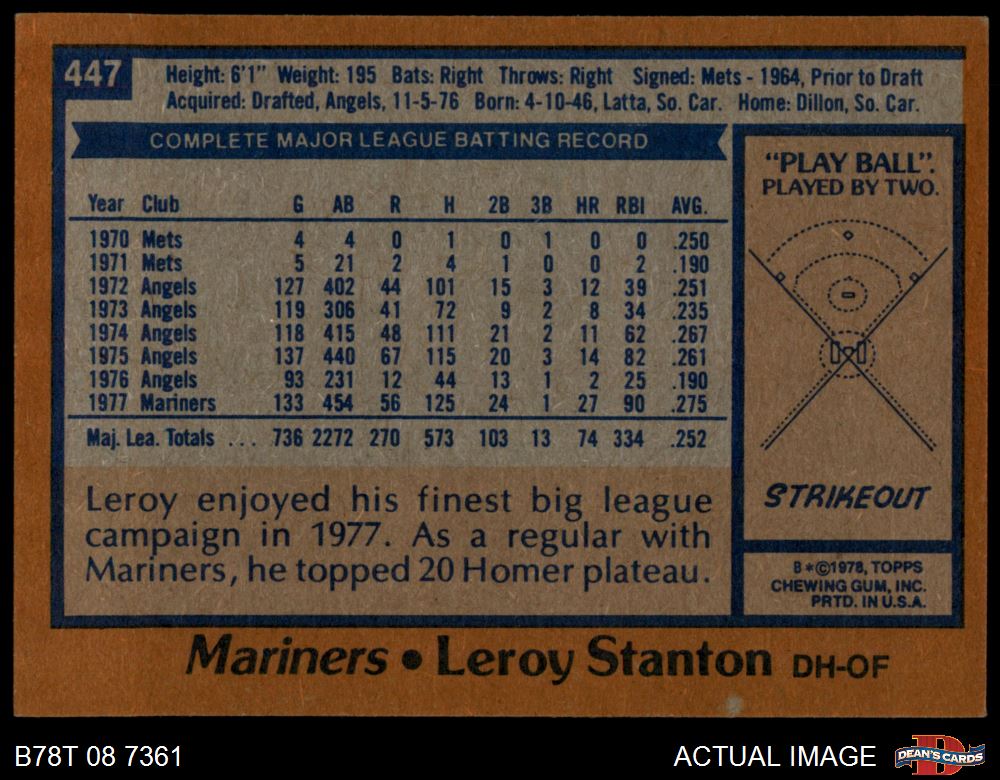 447
Height: 6'1" Weight: 195 Bats: Right Throws: Right Signed: Mets - 1964, Prior to Draft
Acquired: Drafted, Angels, 11-5-76 Born: 4-10-46, Latta, So. Car. Home: Dillon, So. Car.
COMPLETE MAJOR LEAGUE BATTING RECORD
Year Club G AB R H 2B 3B HR RBI AVG.
1970 Mets 4 4 0 1 0 1 0 0 .250
1971 Mets 5 21 2 4 1 0 0 2 .190
1972 Angels 127 402 44 101 15 3 12 39 .251
1973 Angels 119 306 41 72 9 2 8 34 .235
1974 Angels 118 415 48 111 21 2 11 62 .267
1975 Angels 137 440 67 115 20 3 14 82 .261
1976 Angels 93 231 12 44 13 1 2 25 .190
1977 Mariners 133 454 56 125 24 1 27 90 .275
Maj. Lea. Totals ... 736 2272 270 573 103 13 74 334 .252
Leroy enjoyed his finest big league
campaign in 1977. As a regular with
Mariners, he topped 20 Homer plateau.
"PLAY BALL".
PLAYED BY TWO.
STRIKEOUT
B*©1978, TOPPS
CHEWING GUM, INC.
PRTD. IN U.S.A.
Mariners • Leroy Stanton DH-OF
B78T 08 7361
ACTUAL IMAGE
D
DEAN'S CARDS